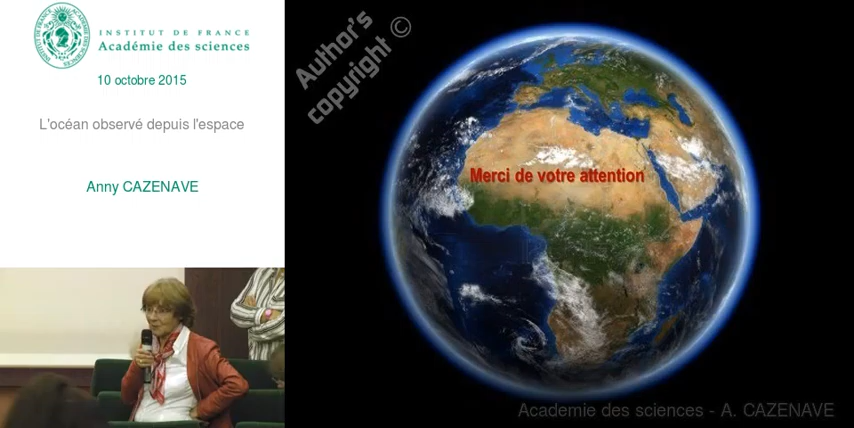 INSTITUT DE FRANCE
Académie des sciences
10 octobre 2015
L'océan observé depuis l'espace
Anny CAZENAVE
Author's
copyright ©
Merci de votre attention
Academie des sciences - A. CAZENAVE